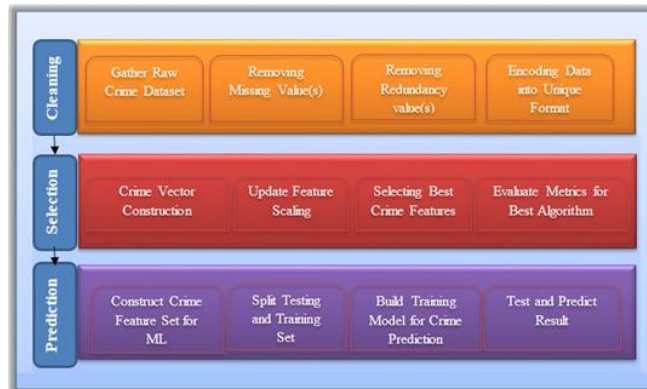 Cleaning
Gather Raw
Crime Dataset
Removing
Missing Value(s)
Removing
Redundancy
value(s)
Encoding Data
into Unique
Format
Selection
Crime Vector
Construction
Update Feature
Scaling
Selecting Best
Crime Features
Evaluate Metrics for
Best Algorithm
Prediction
Construct Crime
Feature Set for
ML
Split Testing
and Training
Set
Build Training
Model for Crime
Prediction
Test and Predict
Result